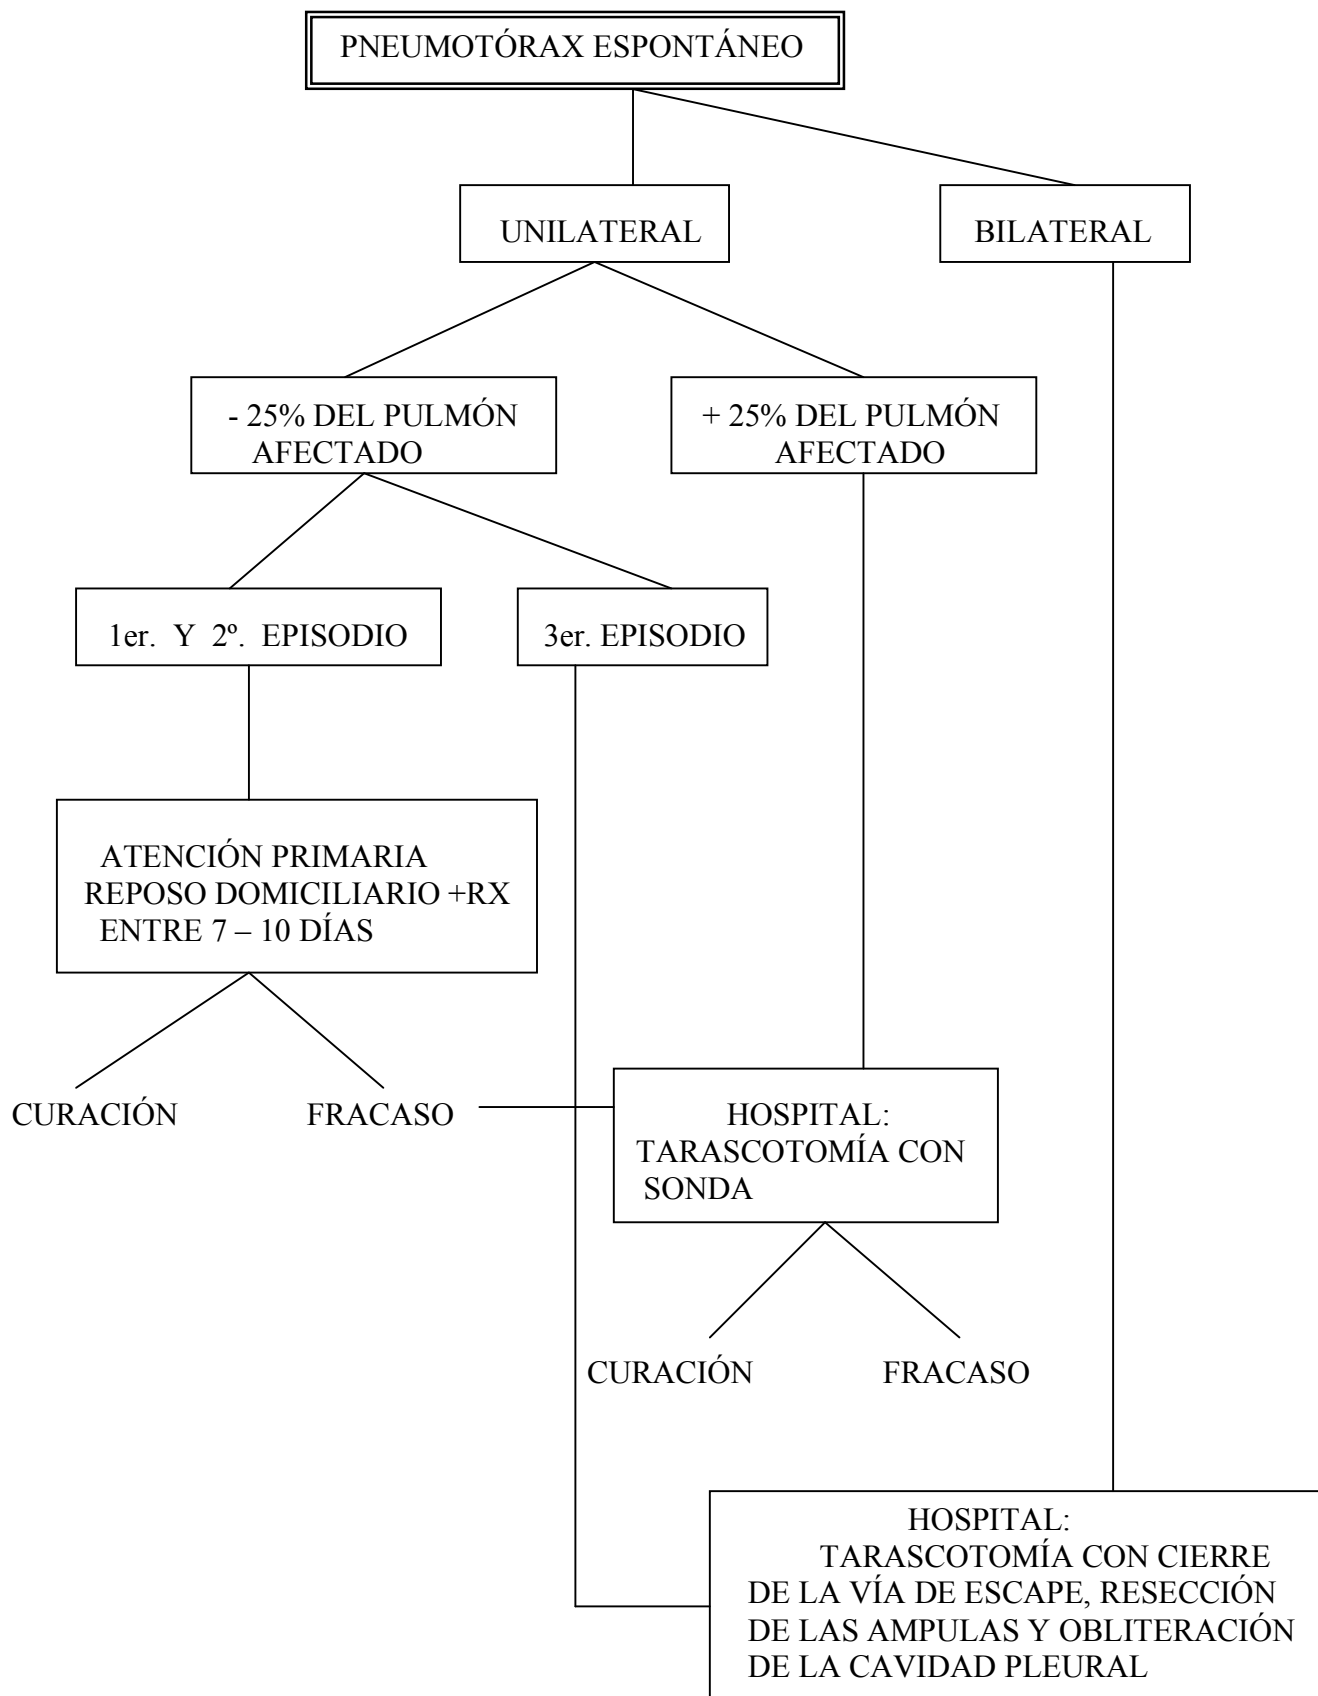 PNEUMOTÓRAX ESPONTÁNEO
UNILATERAL
BILATERAL
- 25% DEL PULMÓN
AFECTADO
+ 25% DEL PULMÓN
AFECTADO
1er. Y 2º. EPISODIO
3er. EPISODIO
ATENCIÓN PRIMARIA
REPOSO DOMICILIARIO +RX
ENTRE 7 – 10 DÍAS
CURACIÓN
FRACASO
HOSPITAL:
TARASCOTOMÍA CON
SONDA
CURACIÓN
FRACASO
HOSPITAL:
TARASCOTOMÍA CON CIERRE
DE LA VÍA DE ESCAPE, RESECCIÓN
DE LAS AMPULAS Y OBLITERACIÓN
DE LA CAVIDAD PLEURAL